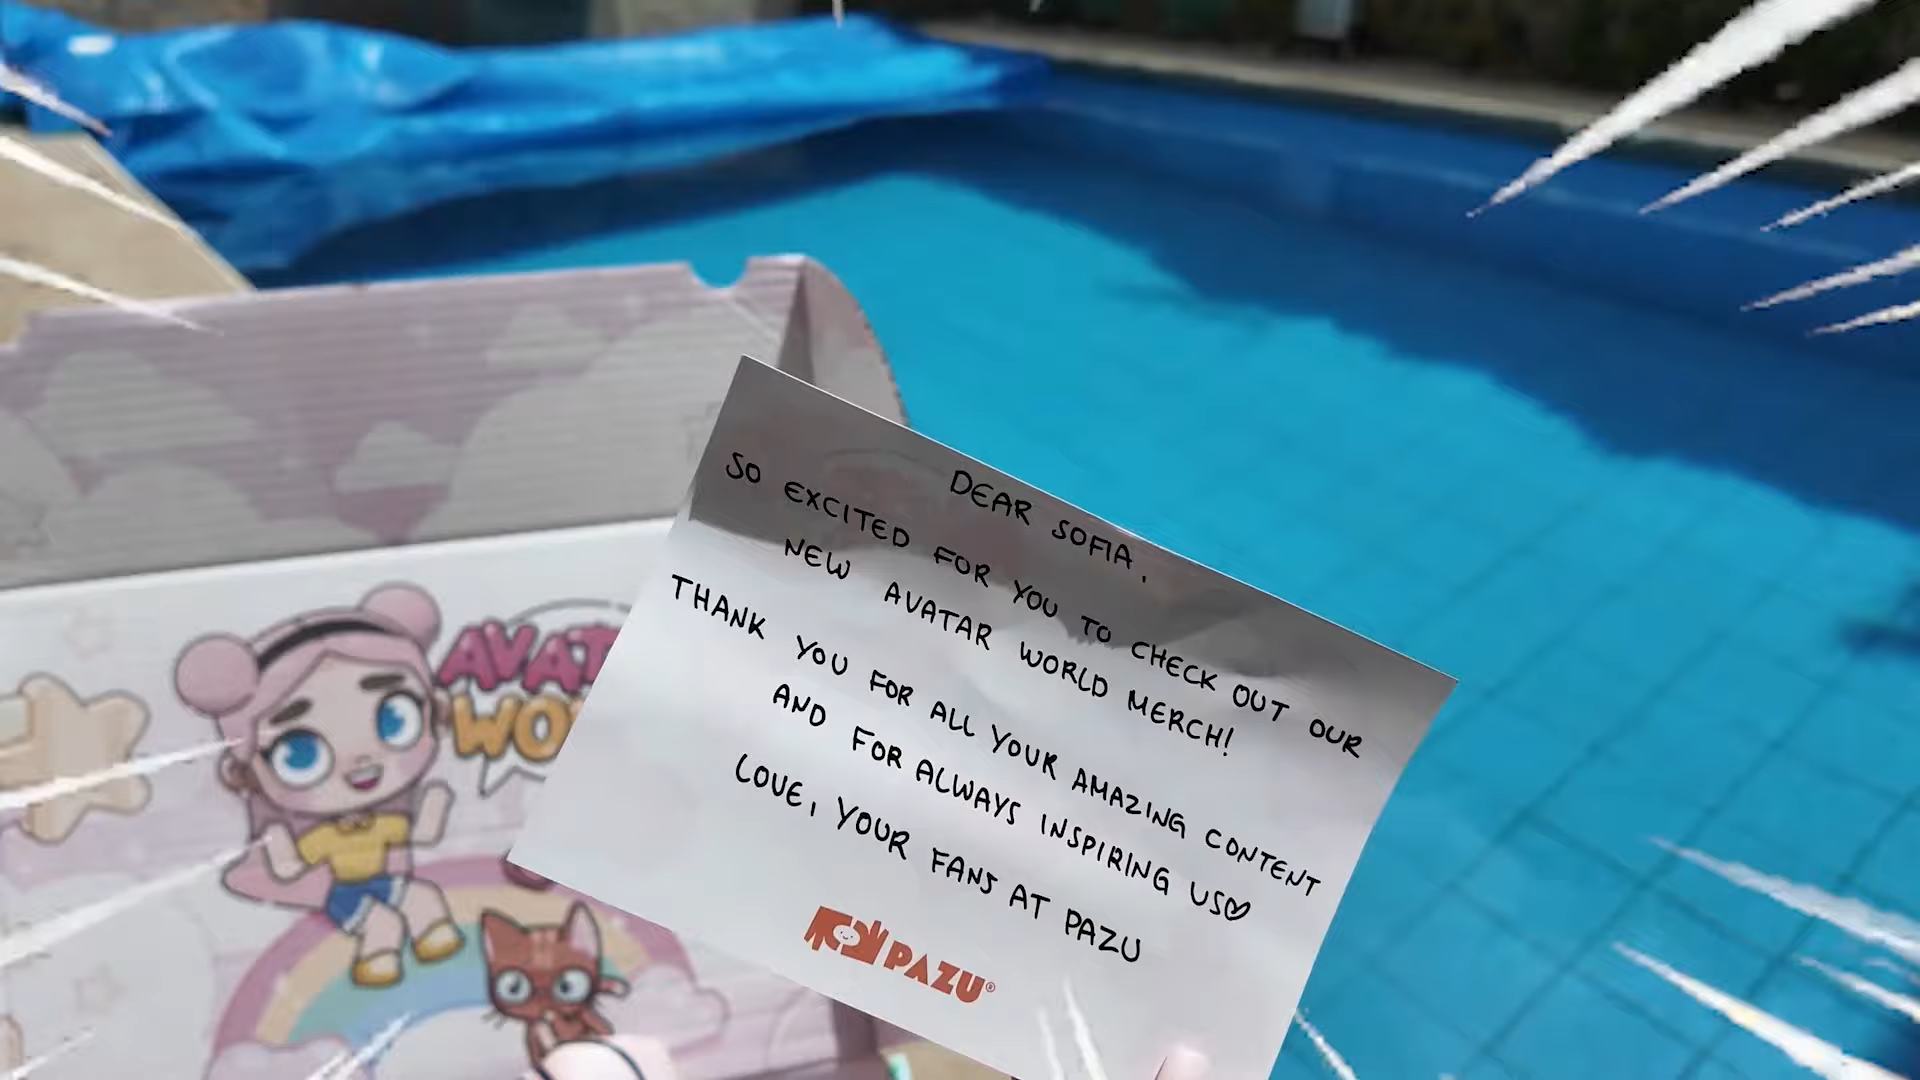 DEAR SOFIA,
SO EXCITED FOR YOU TO CHECK OUT OUR
NEW AVATAR WORLD MERCH!
THANK YOU FOR ALL YOUR AMAZING CONTENT
AND FOR ALWAYS INSPIRING US
LOVE, YOUR FANS AT PAZU
PAZU®